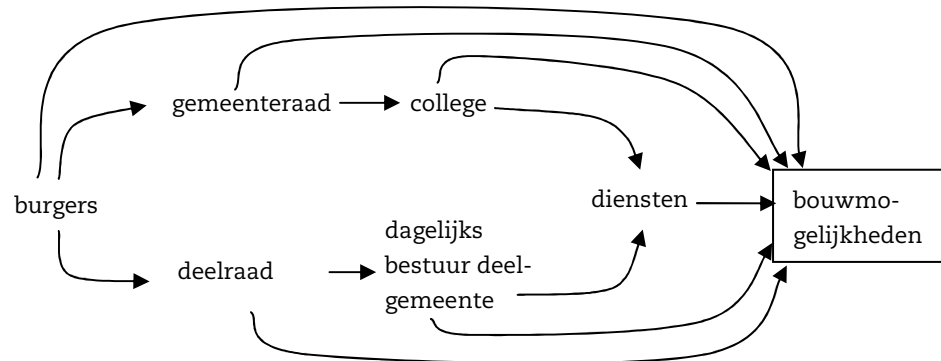 gemeenteraad
college
burgers
diensten
bouwmo-
gelijkheden
deelraad
dagelijks
bestuur deel-
gemeente